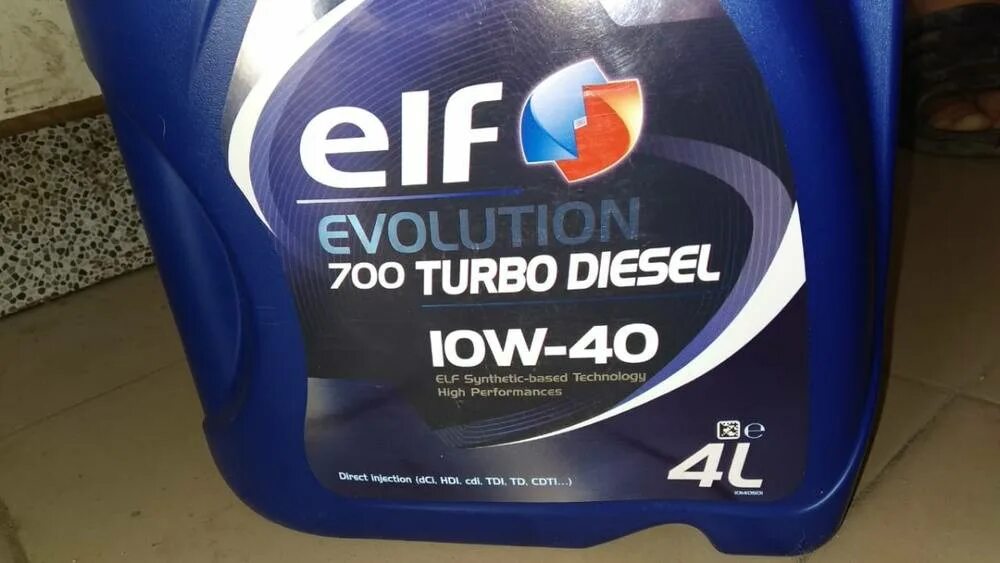 elf
EVOLUTION
700 TURBO DIESEL
10W-40
ELF Synthetic-based Technology
High Performances
e
4L
Direct injection (dCi, HDI, cdi, TDI, TD, CDTI...)